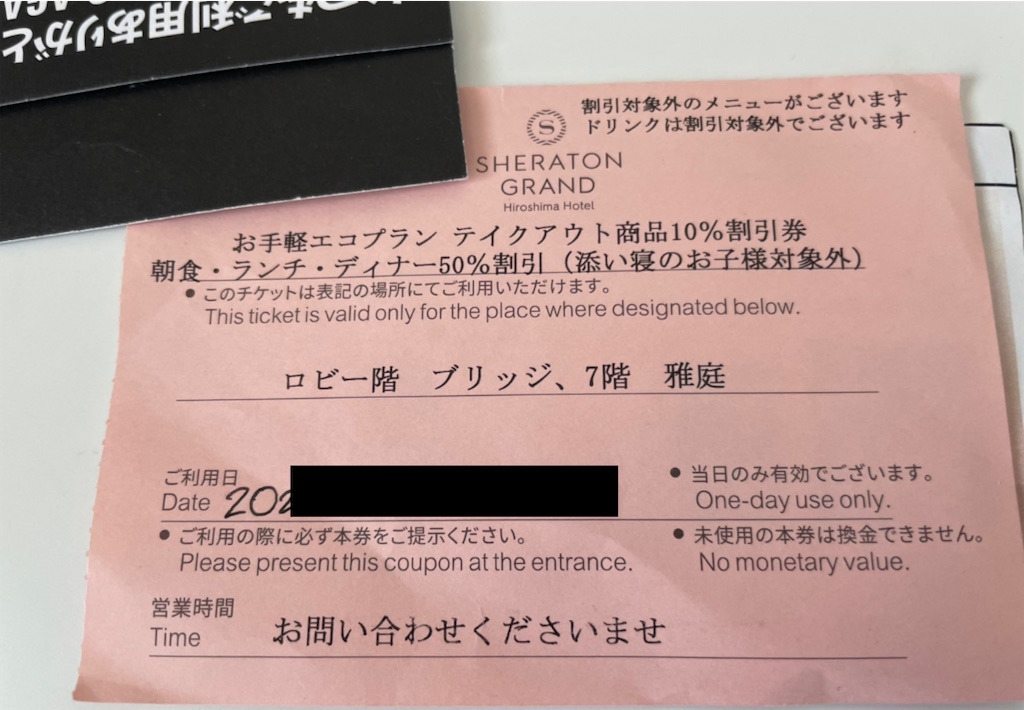 ご利用ありがと
割引対象外のメニューがございます
ドリンクは割引対象外でございます
S
SHERATON
GRAND
Hiroshima Hotel
お手軽エコプラン テイクアウト商品10%割引券
朝食・ランチ・ディナー50%割引（添い寝のお子様対象外）
● このチケットは表記の場所にてご利用いただけます。
This ticket is valid only for the place where designated below.
ロビー階 ブリッジ、7階 雅庭
ご利用日
Date 202
● 当日のみ有効でございます。
One-day use only.
● ご利用の際に必ず本券をご提示ください。
Please present this coupon at the entrance.
● 未使用の本券は換金できません。
No monetary value.
営業時間
Time お問い合わせくださいませ